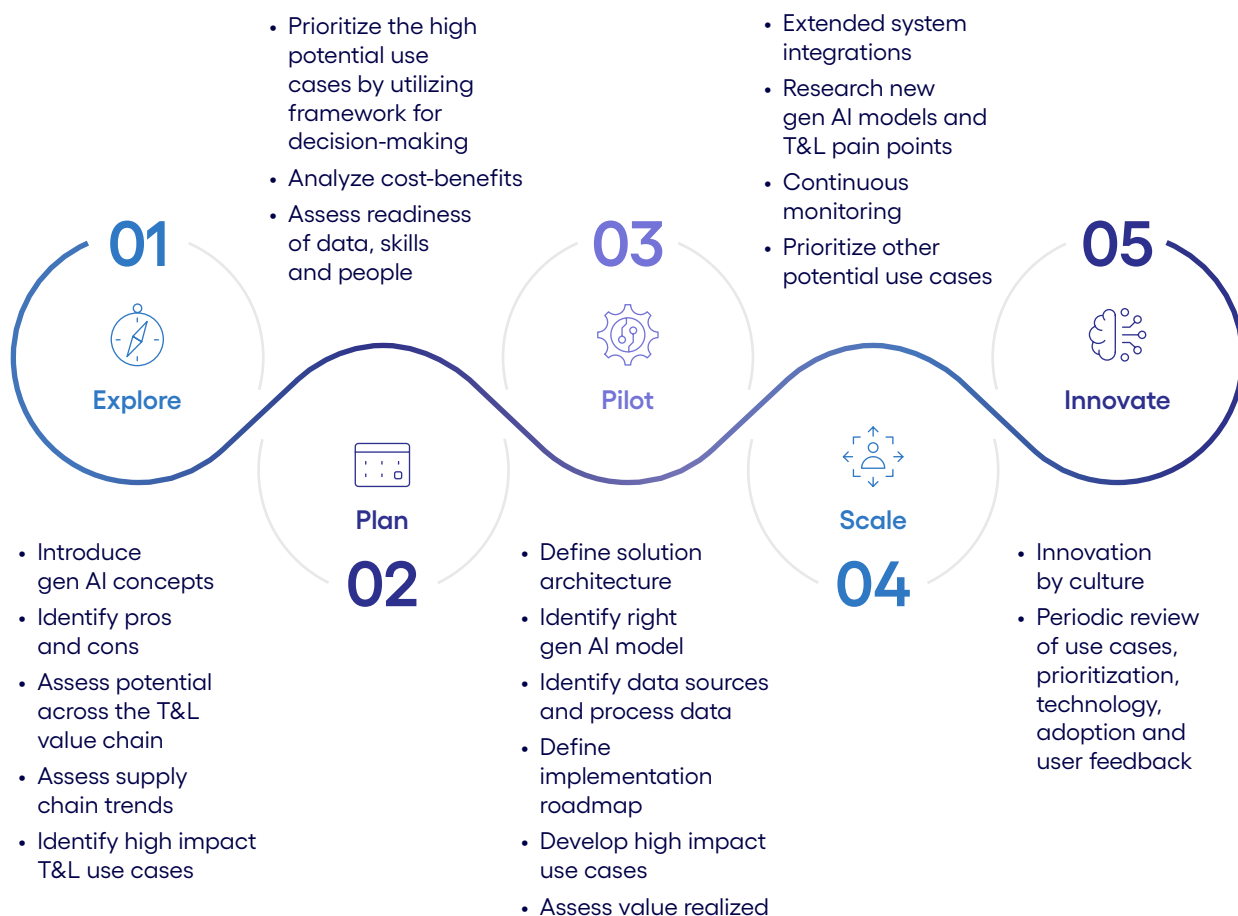 01
Explore
• Introduce
gen AI concepts
• Identify pros
and cons
• Assess potential
across the T&L
value chain
• Assess supply
chain trends
• Identify high impact
T&L use cases
• Prioritize the high
potential use
cases by utilizing
framework for
decision-making
• Analyze cost-benefits
• Assess readiness
of data, skills
and people
Plan
02
03
Pilot
• Define solution
architecture
• Identify right
gen AI model
• Identify data sources
and process data
• Define
implementation
roadmap
• Develop high impact
use cases
• Assess value realized
• Extended system
integrations
• Research new
gen AI models and
T&L pain points
• Continuous
monitoring
• Prioritize other
potential use cases
Scale
04
05
Innovate
• Innovation
by culture
• Periodic review
of use cases,
prioritization,
technology,
adoption and
user feedback